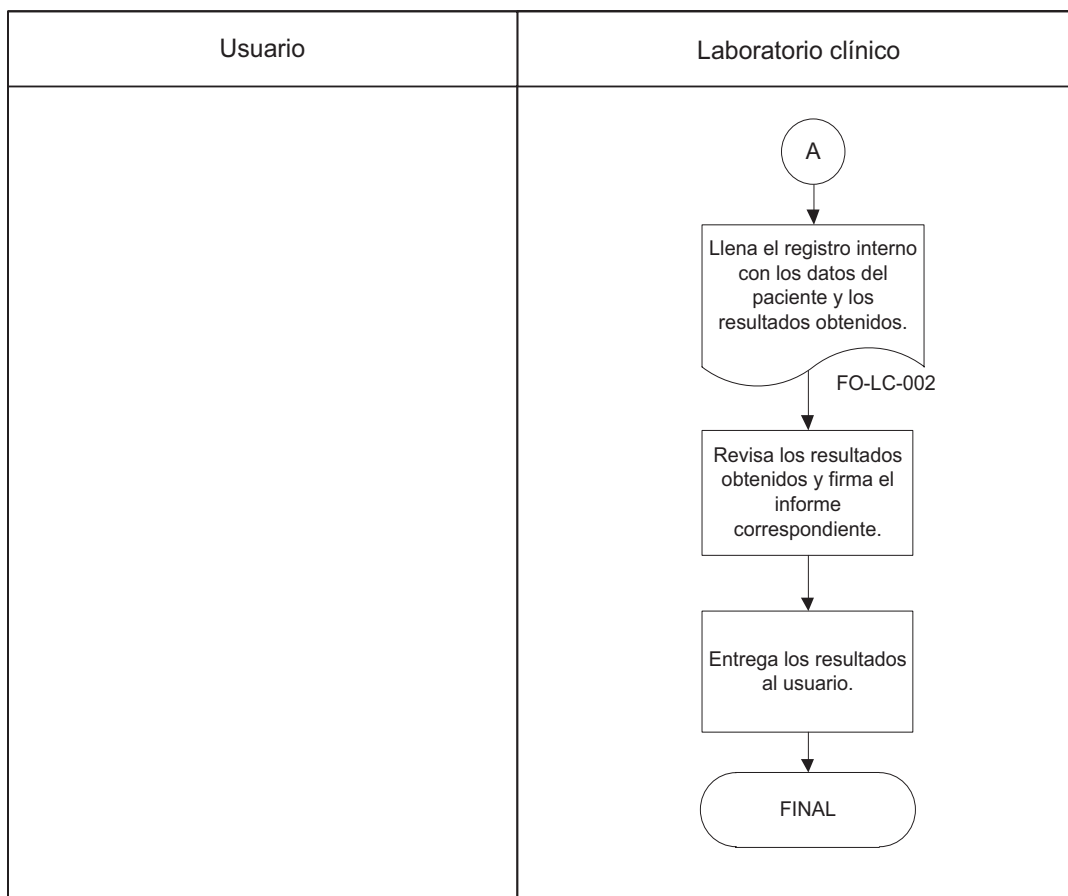 Usuario
Laboratorio clínico
A
Llena el registro interno
con los datos del
paciente y los
resultados obtenidos.
FO-LC-002
Revisa los resultados
obtenidos y firma el
informe
correspondiente.
Entrega los resultados
al usuario.
FINAL